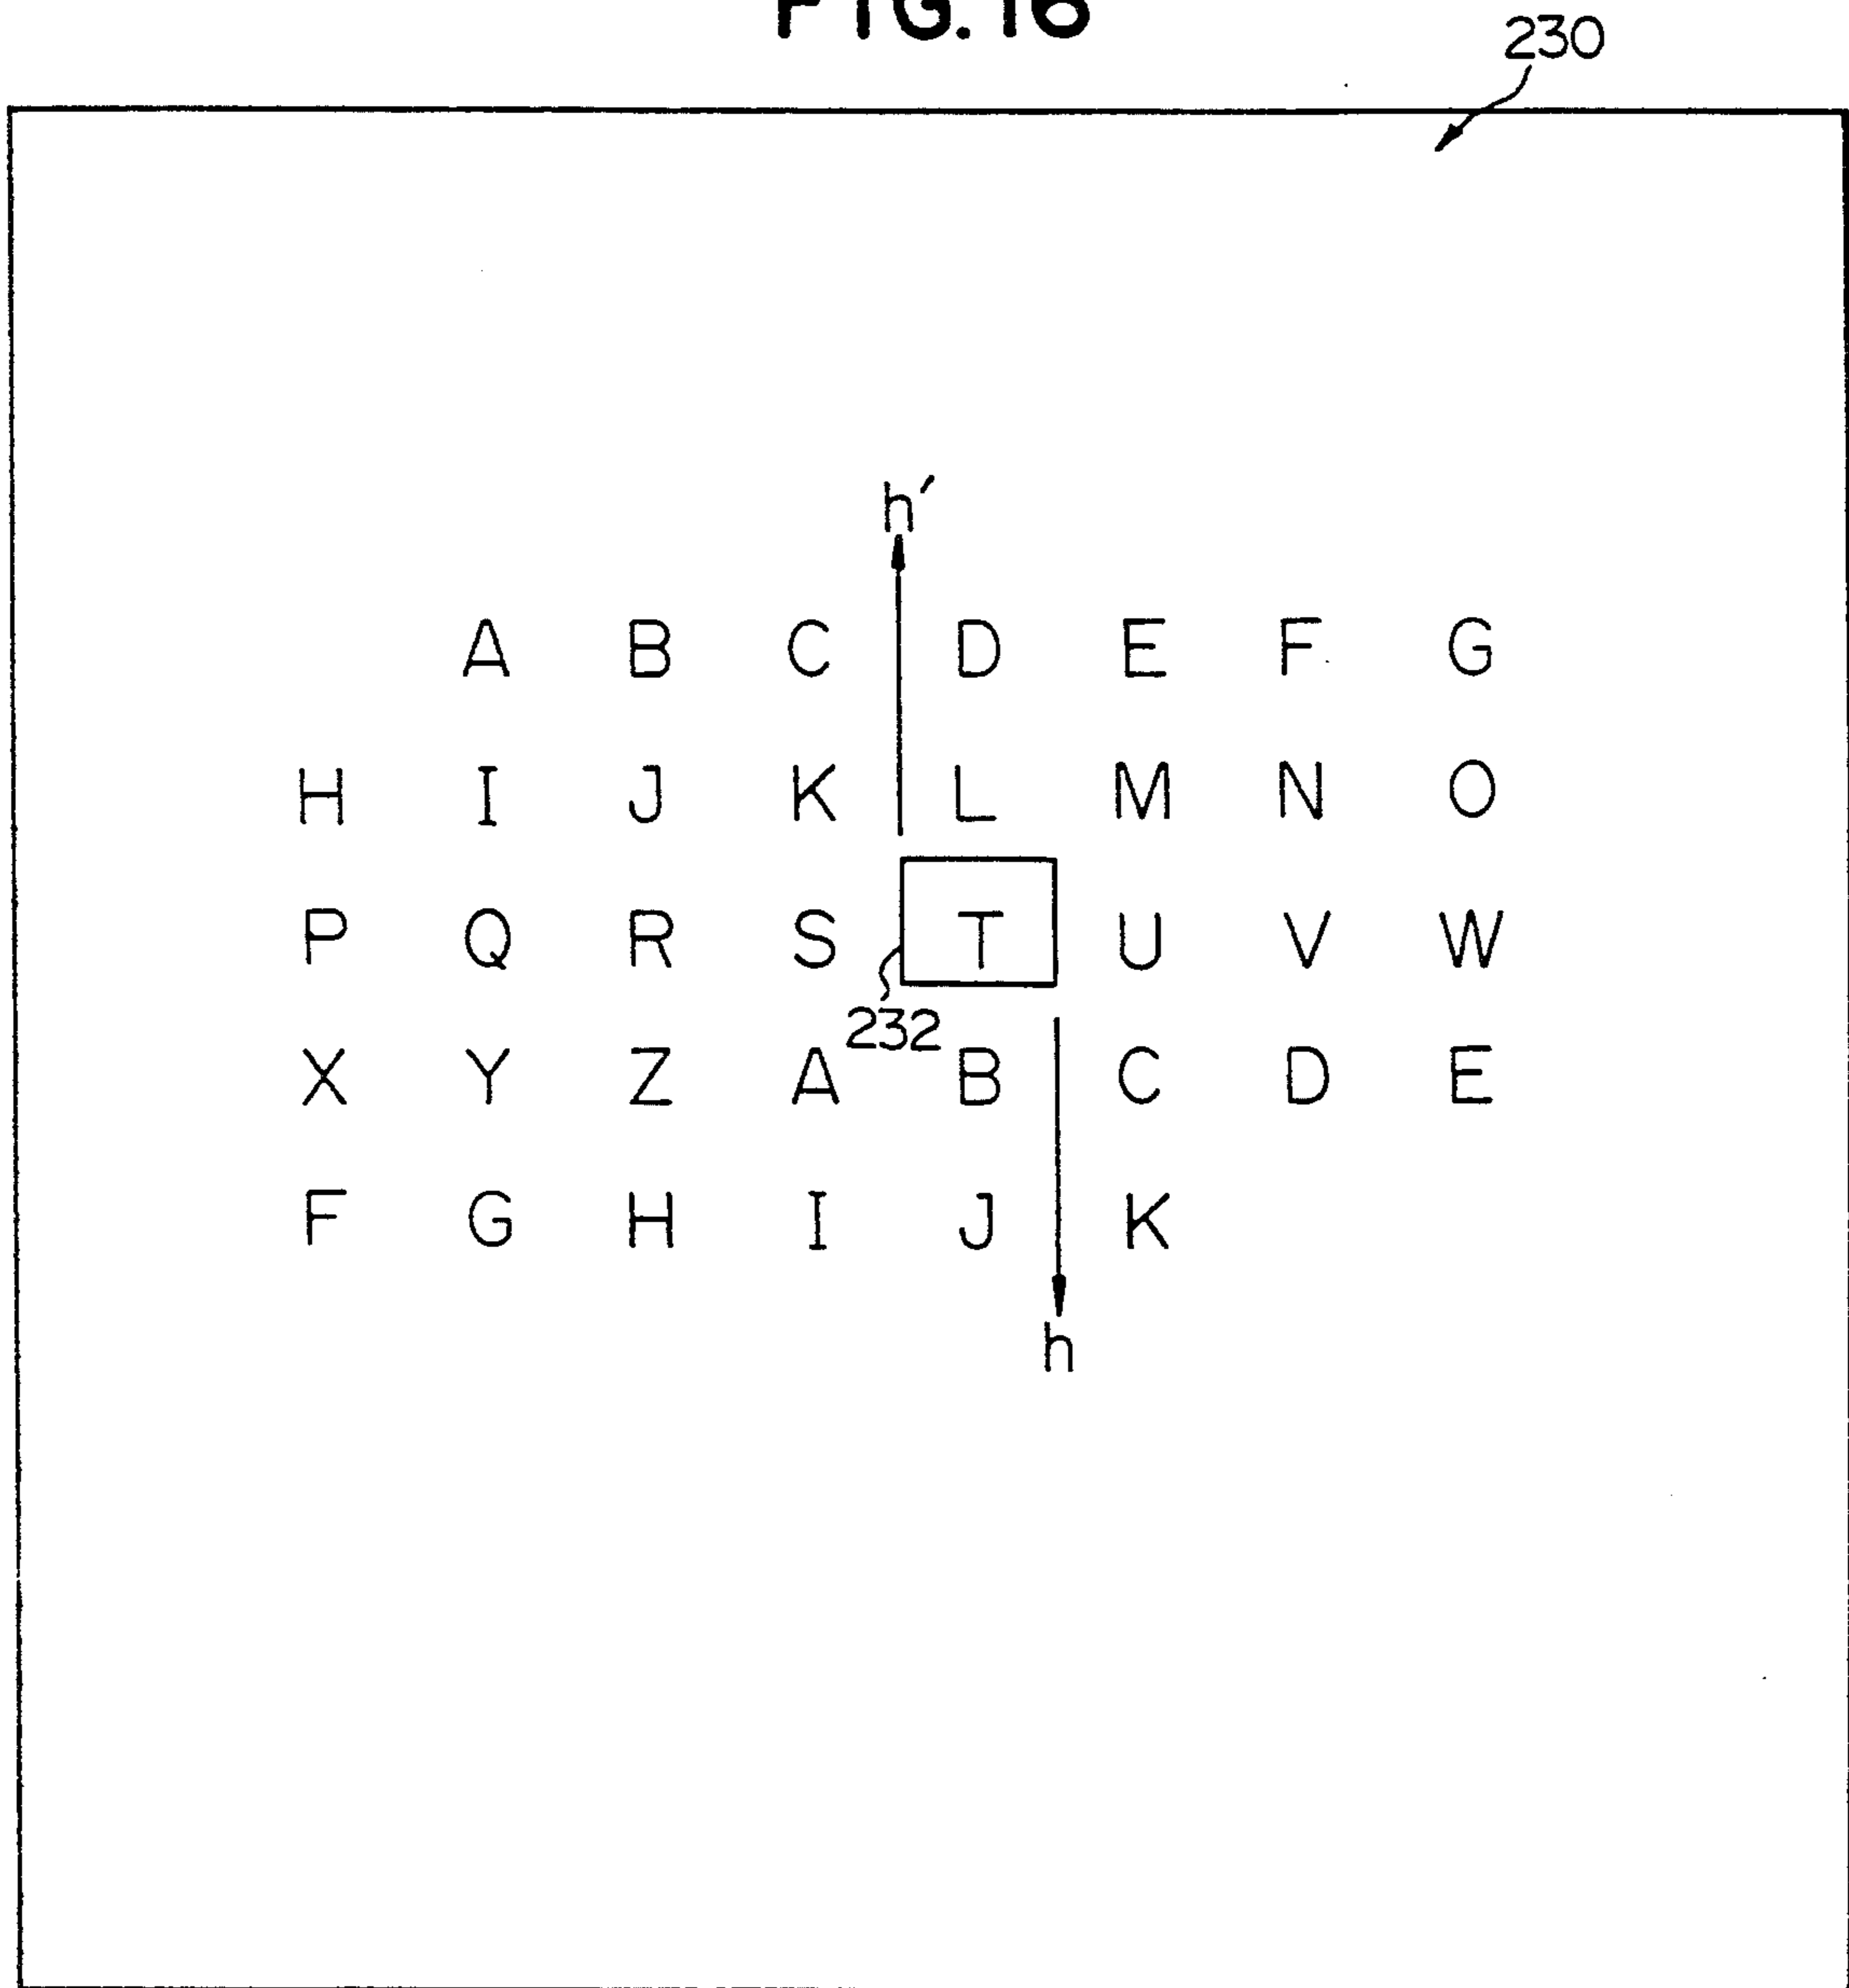 FIG. 16
230
h′
A B C D E F G
H I J K L M N O
P Q R S T U V W
232
X Y Z A B C D E
F G H I J K
h